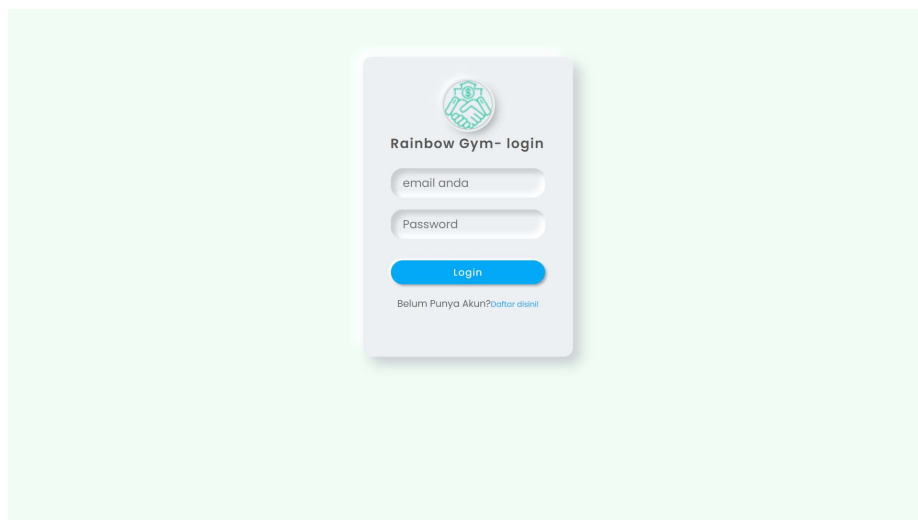 Rainbow Gym- login
email anda
Password
Login
Belum Punya Akun?Daftar disini!